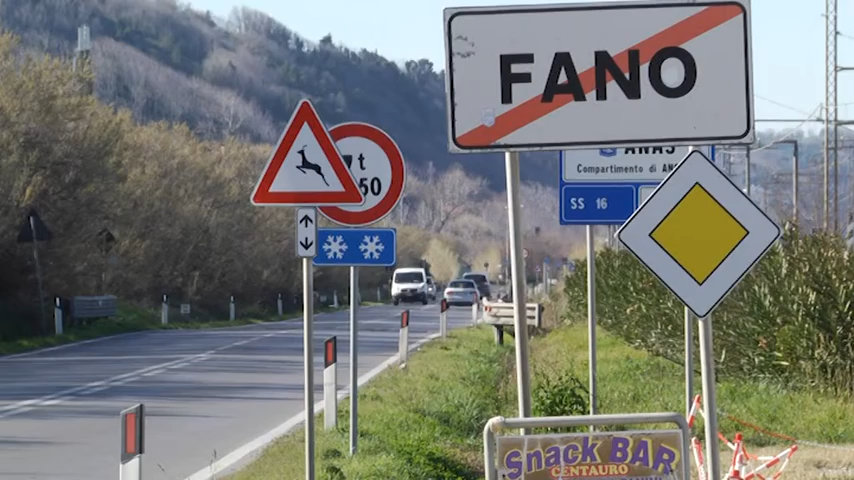 FANO
ANAS
Compartimento di
SS 16
t
50
Snack BAR
CENTAURO